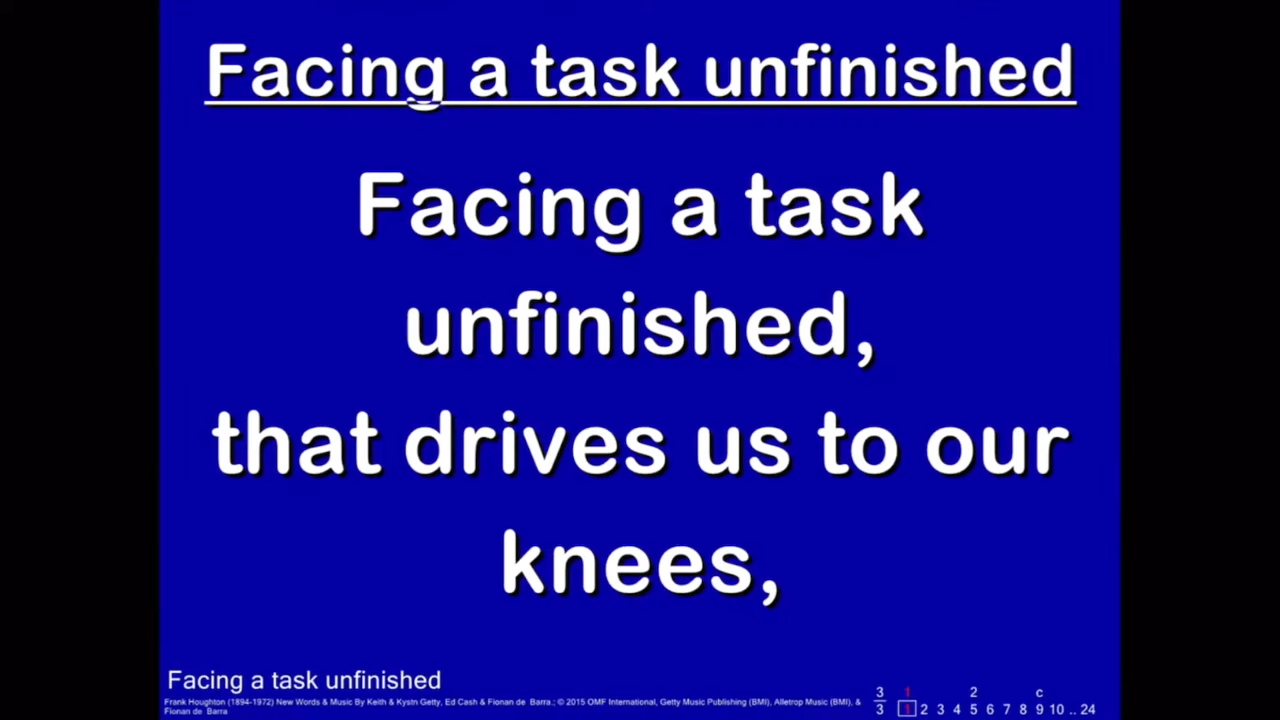 Facing a task unfinished
Facing a task
unfinished,
that drives us to our
knees,
Facing a task unfinished
Frank Houghton (1894-1972) New Words & Music By Keith & Kystn Getty, Ed Cash & Fionan de Barra.; © 2015 OMF International, Getty Music Publishing (BMI), Alletrop Music (BMI), &
Fionan de Barra
3 1 2 c
3 1 2 3 4 5 6 7 8 9 10 .. 24